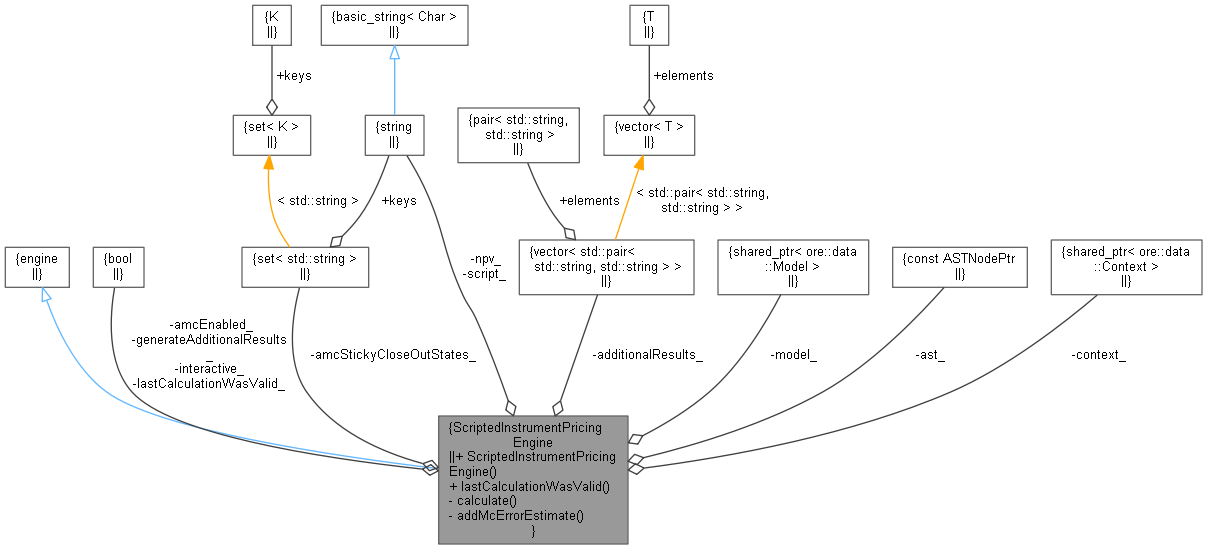 {K
||}
{basic_string< Char >
||}
{T
||}
+keys
+elements
{set< K >
||}
{string
||}
{pair< std::string,
std::string >
||}
{vector< T >
||}
< std::string >
+keys
+elements
< std::pair< std::string,
std::string > >
{engine
||}
{bool
||}
{set< std::string >
||}
-npv_
-script_
{vector< std::pair<
std::string, std::string > >
||}
{shared_ptr< ore::data
::Model >
||}
{const ASTNodePtr
||}
{shared_ptr< ore::data
::Context >
||}
-amcEnabled_
-generateAdditionalResults
_
-interactive_
-lastCalculationWasValid_
-amcStickyCloseOutStates_
-additionalResults_
-model_
-ast_
-context_
{ScriptedInstrumentPricing
Engine
||+ ScriptedInstrumentPricing
Engine()
+ lastCalculationWasValid()
- calculate()
- addMcErrorEstimate()
}